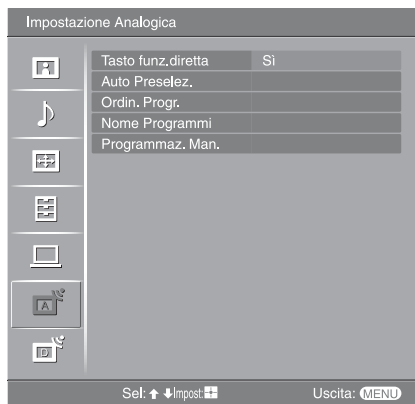 Impostazione Analogica
Tasto funz.diretta Sì
Auto Preselez.
Ordin. Progr.
Nome Programmi
Programmaz. Man.
A
D
Sel: Impost: Uscita: MENU